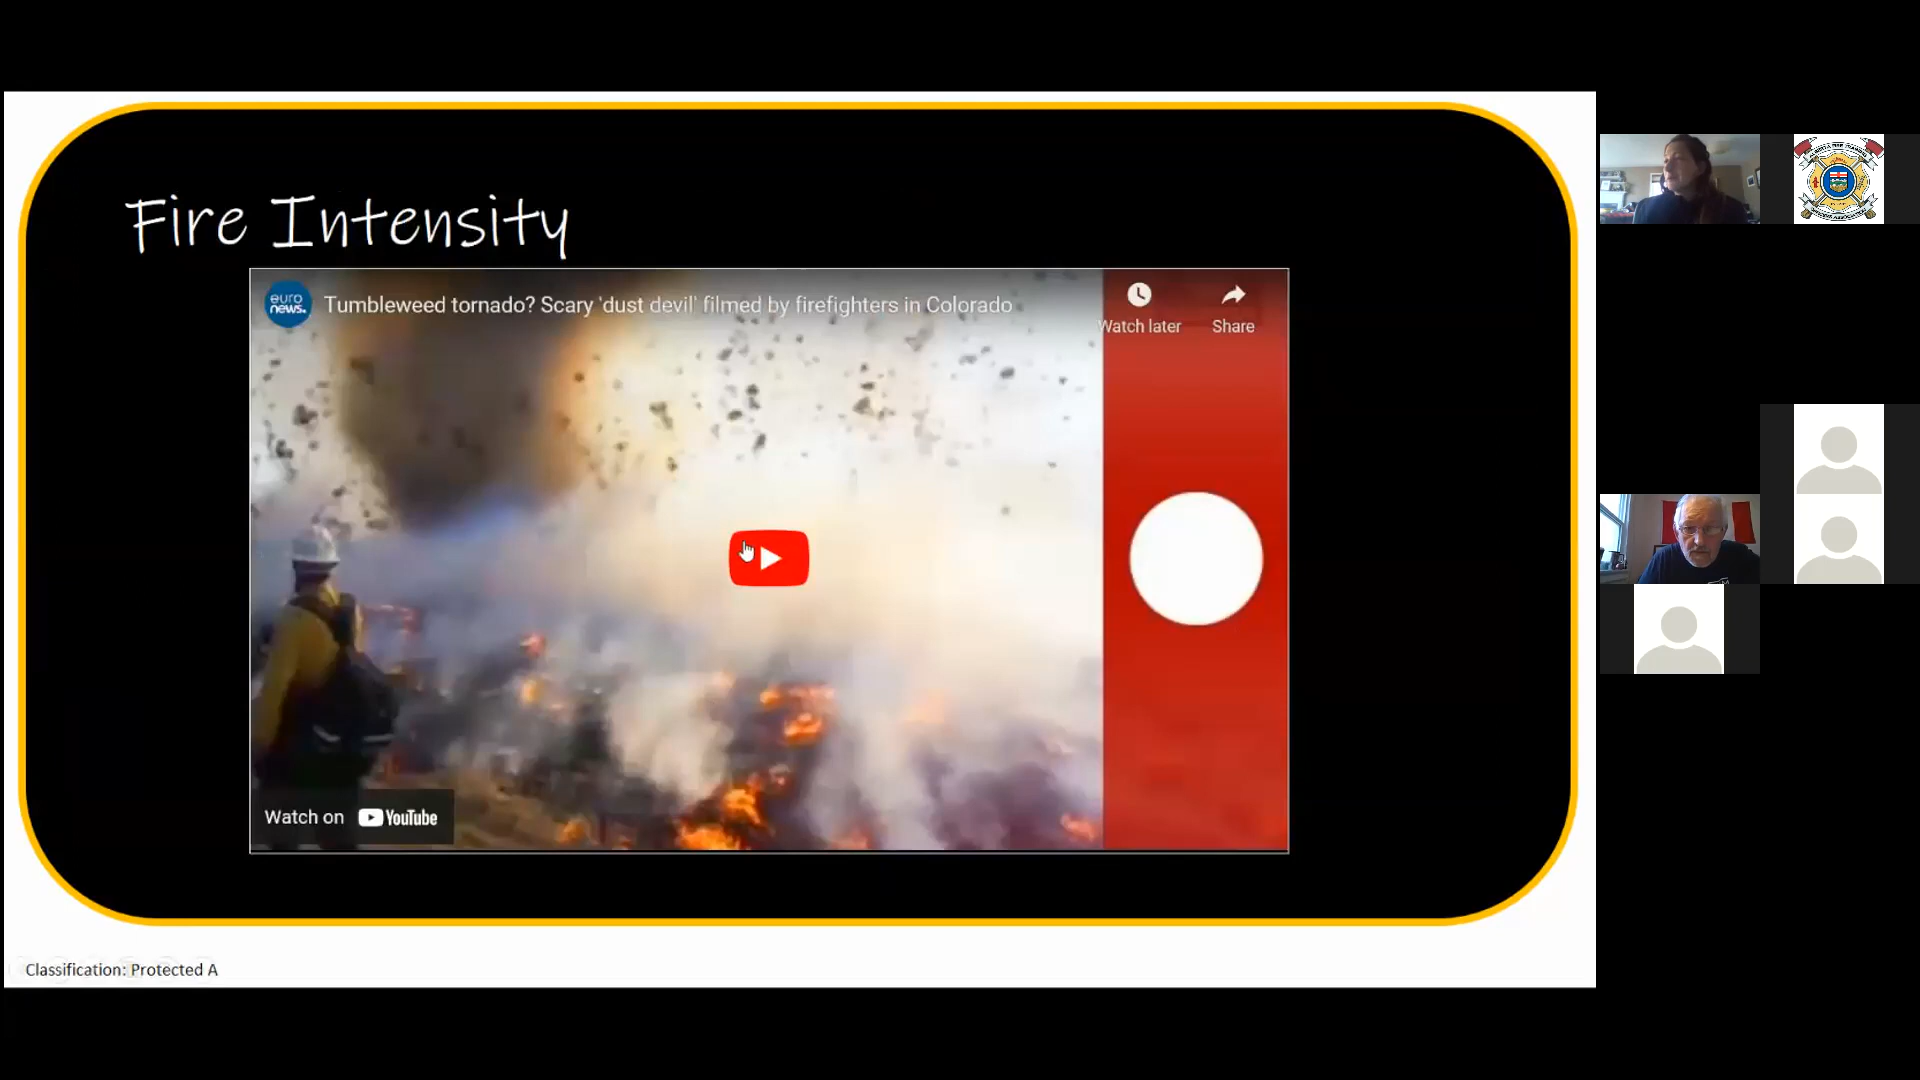 Fire Intensity
euro
news.
Tumbleweed tornado? Scary 'dust devil' filmed by firefighters in Colorado
Watch later
Share
Watch on YouTube
Classification: Protected A